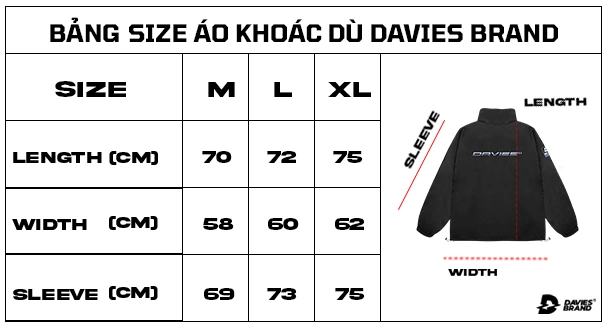 BẢNG SIZE ÁO KHOÁC DÙ DAVIES BRAND
SIZE M L XL
LENGTH (CM) 70 72 75
WIDTH (CM) 58 60 62
SLEEVE (CM) 69 73 75
LENGTH
SLEEVE
DAVIES
WIDTH
DAVIES
BRAND